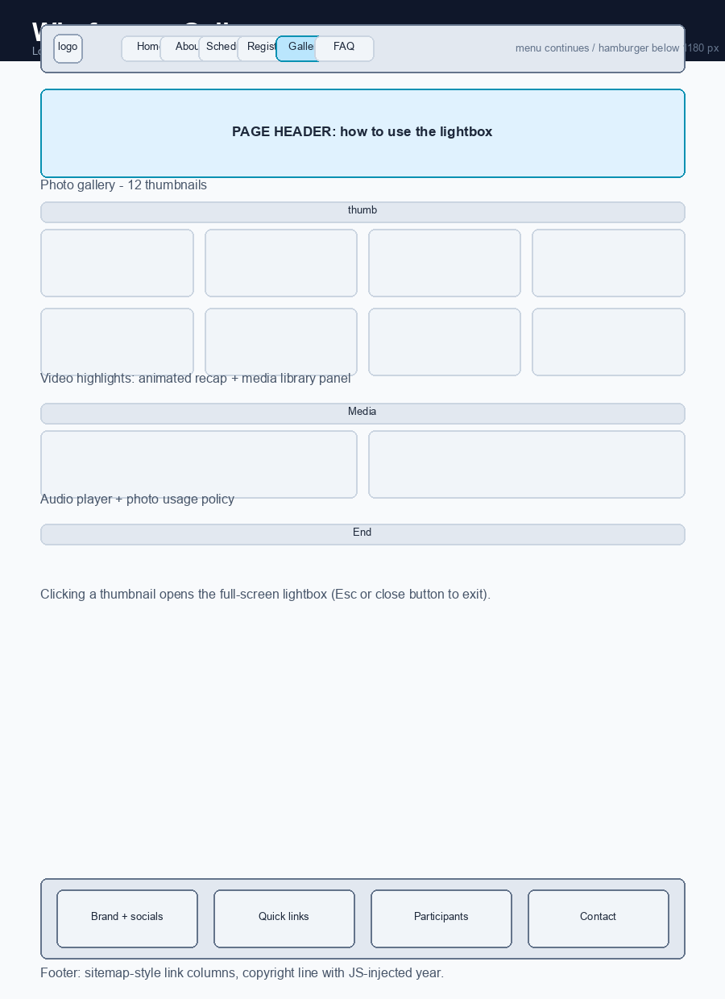 logo
Hom
Abou
Sched
Regist
Galle
FAQ
menu continues / hamburger below 1180 px
PAGE HEADER: how to use the lightbox
Photo gallery - 12 thumbnails
thumb
Video highlights: animated recap + media library panel
Media
Audio player + photo usage policy
End
Clicking a thumbnail opens the full-screen lightbox (Esc or close button to exit).
Brand + socials
Quick links
Participants
Contact
Footer: sitemap-style link columns, copyright line with JS-injected year.